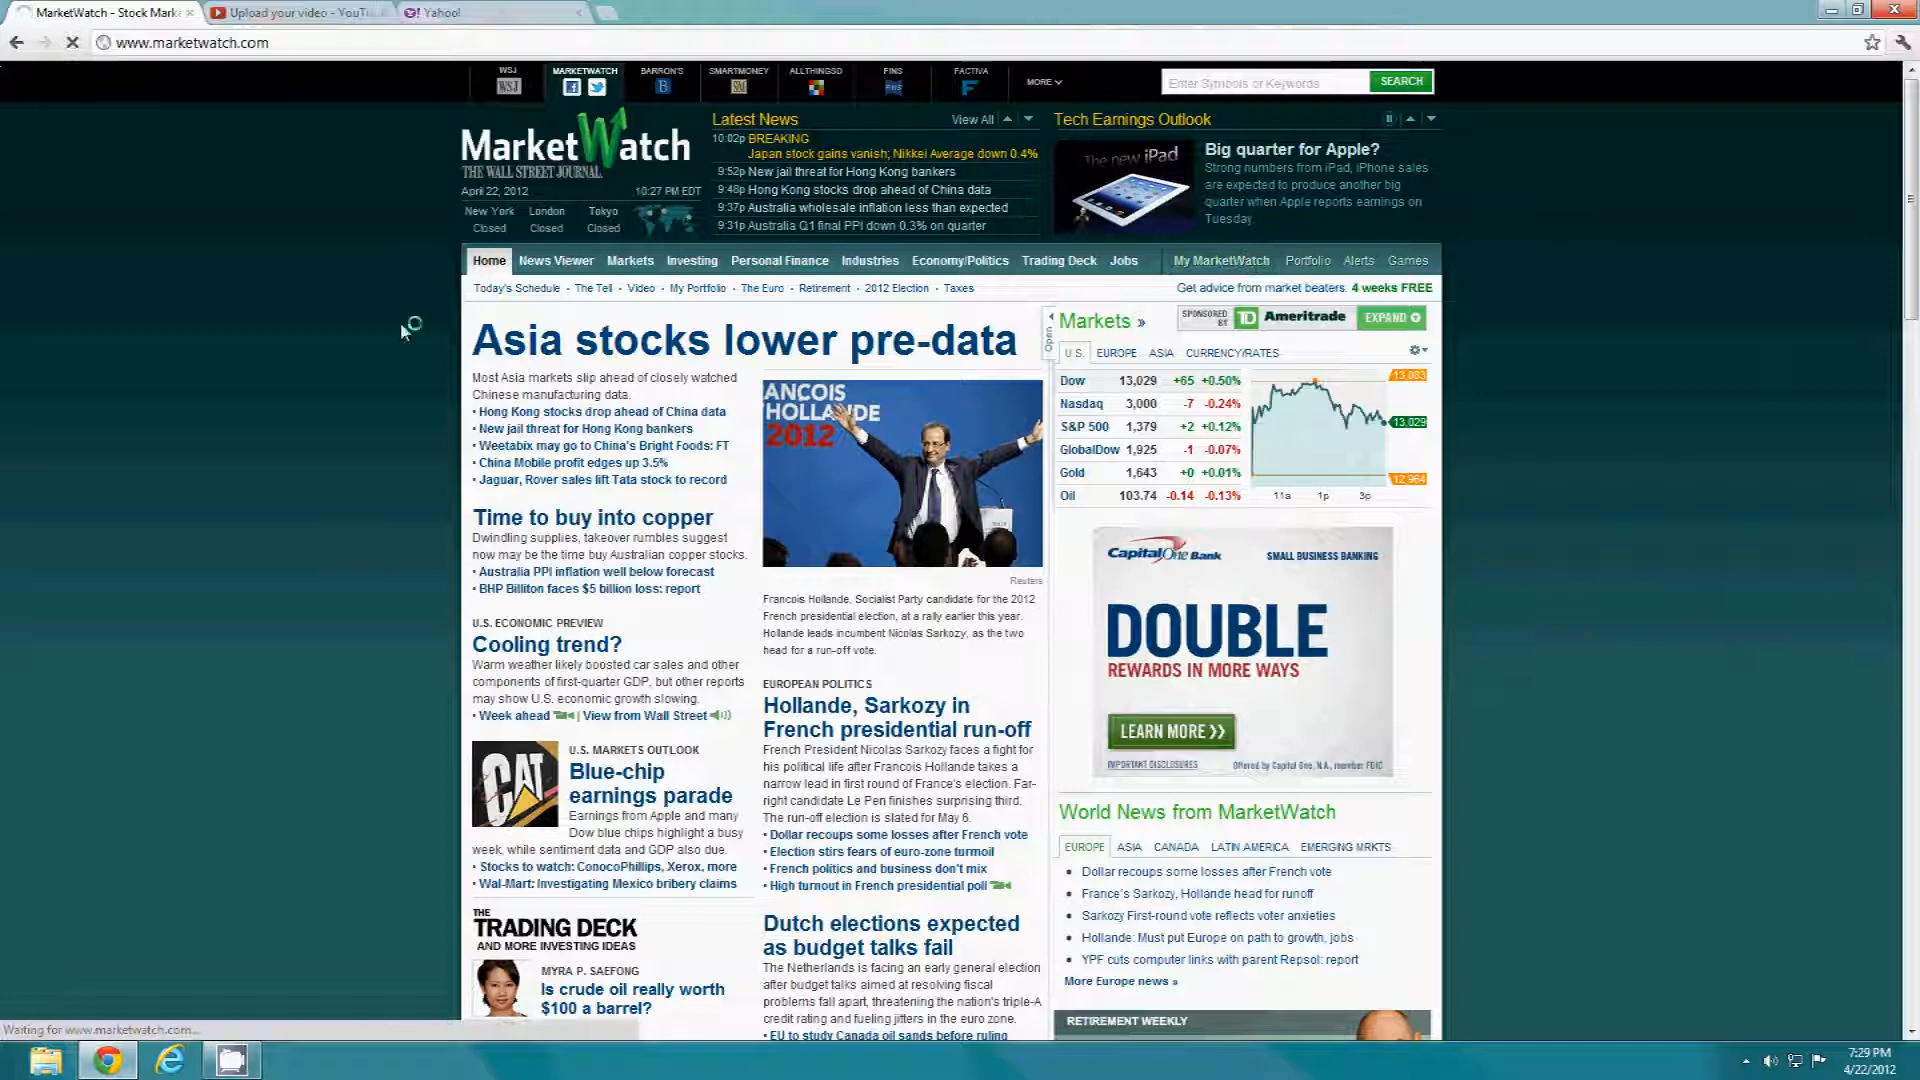 MarketWatch - Stock Mark
Upload your video - YouTu
Yahoo!
www.marketwatch.com
WSJ
MARKETWATCH
BARRON'S
SMARTMONEY
ALLTHINGSD
FINS
FACTIVA
MORE
Enter Symbols or Keywords
SEARCH
MarketWatch
THE WALL STREET JOURNAL.
April 22, 2012
10:27 PM EDT
New York
London
Tokyo
Closed
Closed
Closed
Latest News
View All
10:02p BREAKING
Japan stock gains vanish; Nikkei Average down 0.4%
9:52p New jail threat for Hong Kong bankers
9:48p Hong Kong stocks drop ahead of China data
9:37p Australia wholesale inflation less than expected
9:31p Australia Q1 final PPI down 0.3% on quarter
Tech Earnings Outlook
The new iPad
Big quarter for Apple?
Strong numbers from iPad, iPhone sales
are expected to produce another big
quarter when Apple reports earnings on
Tuesday.
Home
News Viewer
Markets
Investing
Personal Finance
Industries
Economy/Politics
Trading Deck
Jobs
My MarketWatch
Portfolio
Alerts
Games
Today's Schedule • The Tell • Video • My Portfolio • The Euro • Retirement • 2012 Election • Taxes
Get advice from market beaters. 4 weeks FREE
Asia stocks lower pre-data
Most Asia markets slip ahead of closely watched
Chinese manufacturing data.
• Hong Kong stocks drop ahead of China data
• New jail threat for Hong Kong bankers
• Weetabix may go to China's Bright Foods: FT
• China Mobile profit edges up 3.5%
• Jaguar, Rover sales lift Tata stock to record
Time to buy into copper
Dwindling supplies, takeover rumbles suggest
now may be the time buy Australian copper stocks.
• Australia PPI inflation well below forecast
• BHP Billiton faces $5 billion loss: report
U.S. ECONOMIC PREVIEW
Cooling trend?
Warm weather likely boosted car sales and other
components of first-quarter GDP, but other reports
may show U.S. economic growth slowing.
• Week ahead | View from Wall Street
CAT
U.S. MARKETS OUTLOOK
Blue-chip
earnings parade
Earnings from Apple and many
Dow blue chips highlight a busy
week, while sentiment data and GDP also due.
• Stocks to watch: ConocoPhillips, Xerox, more
• Wal-Mart: Investigating Mexico bribery claims
THE
TRADING DECK
AND MORE INVESTING IDEAS
MYRA P. SAEFONG
Is crude oil really worth
$100 a barrel?
ANÇOIS
HOLLANDE
2012
Reuters
Francois Hollande, Socialist Party candidate for the 2012
French presidential election, at a rally earlier this year.
Hollande leads incumbent Nicolas Sarkozy, as the two
head for a run-off vote.
EUROPEAN POLITICS
Hollande, Sarkozy in
French presidential run-off
French President Nicolas Sarkozy faces a fight for
his political life after Francois Hollande takes a
narrow lead in first round of France's election. Far-
right candidate Le Pen finishes surprising third.
The run-off election is slated for May 6.
• Dollar recoups some losses after French vote
• Election stirs fears of euro-zone turmoil
• French politics and business don't mix
• High turnout in French presidential poll
Dutch elections expected
as budget talks fail
The Netherlands is facing an early general election
after budget talks aimed at resolving fiscal
problems fall apart, threatening the nation's triple-A
credit rating and fueling jitters in the euro zone.
• EU to study Canada oil sands before ruling
Open
Markets »
SPONSORED
BY
TD Ameritrade
EXPAND
U.S.
EUROPE
ASIA
CURRENCY/RATES
Dow 13,029 +65 +0.50%
Nasdaq 3,000 -7 -0.24%
S&P 500 1,379 +2 +0.12%
GlobalDow 1,925 -1 -0.07%
Gold 1,643 +0 +0.01%
Oil 103.74 -0.14 -0.13%
13,083
13,029
12,964
11a
1p
3p
CapitalOne Bank
SMALL BUSINESS BANKING
DOUBLE
REWARDS IN MORE WAYS
LEARN MORE
IMPORTANT DISCLOSURES
Offered by Capital One, N.A., member FDIC
World News from MarketWatch
EUROPE
ASIA
CANADA
LATIN AMERICA
EMERGING MRKTS
• Dollar recoups some losses after French vote
• France's Sarkozy, Hollande head for runoff
• Sarkozy First-round vote reflects voter anxieties
• Hollande: Must put Europe on path to growth, jobs
• YPF cuts computer links with parent Repsol: report
More Europe news »
RETIREMENT WEEKLY
Waiting for www.marketwatch.com...
7:29 PM
4/22/2012